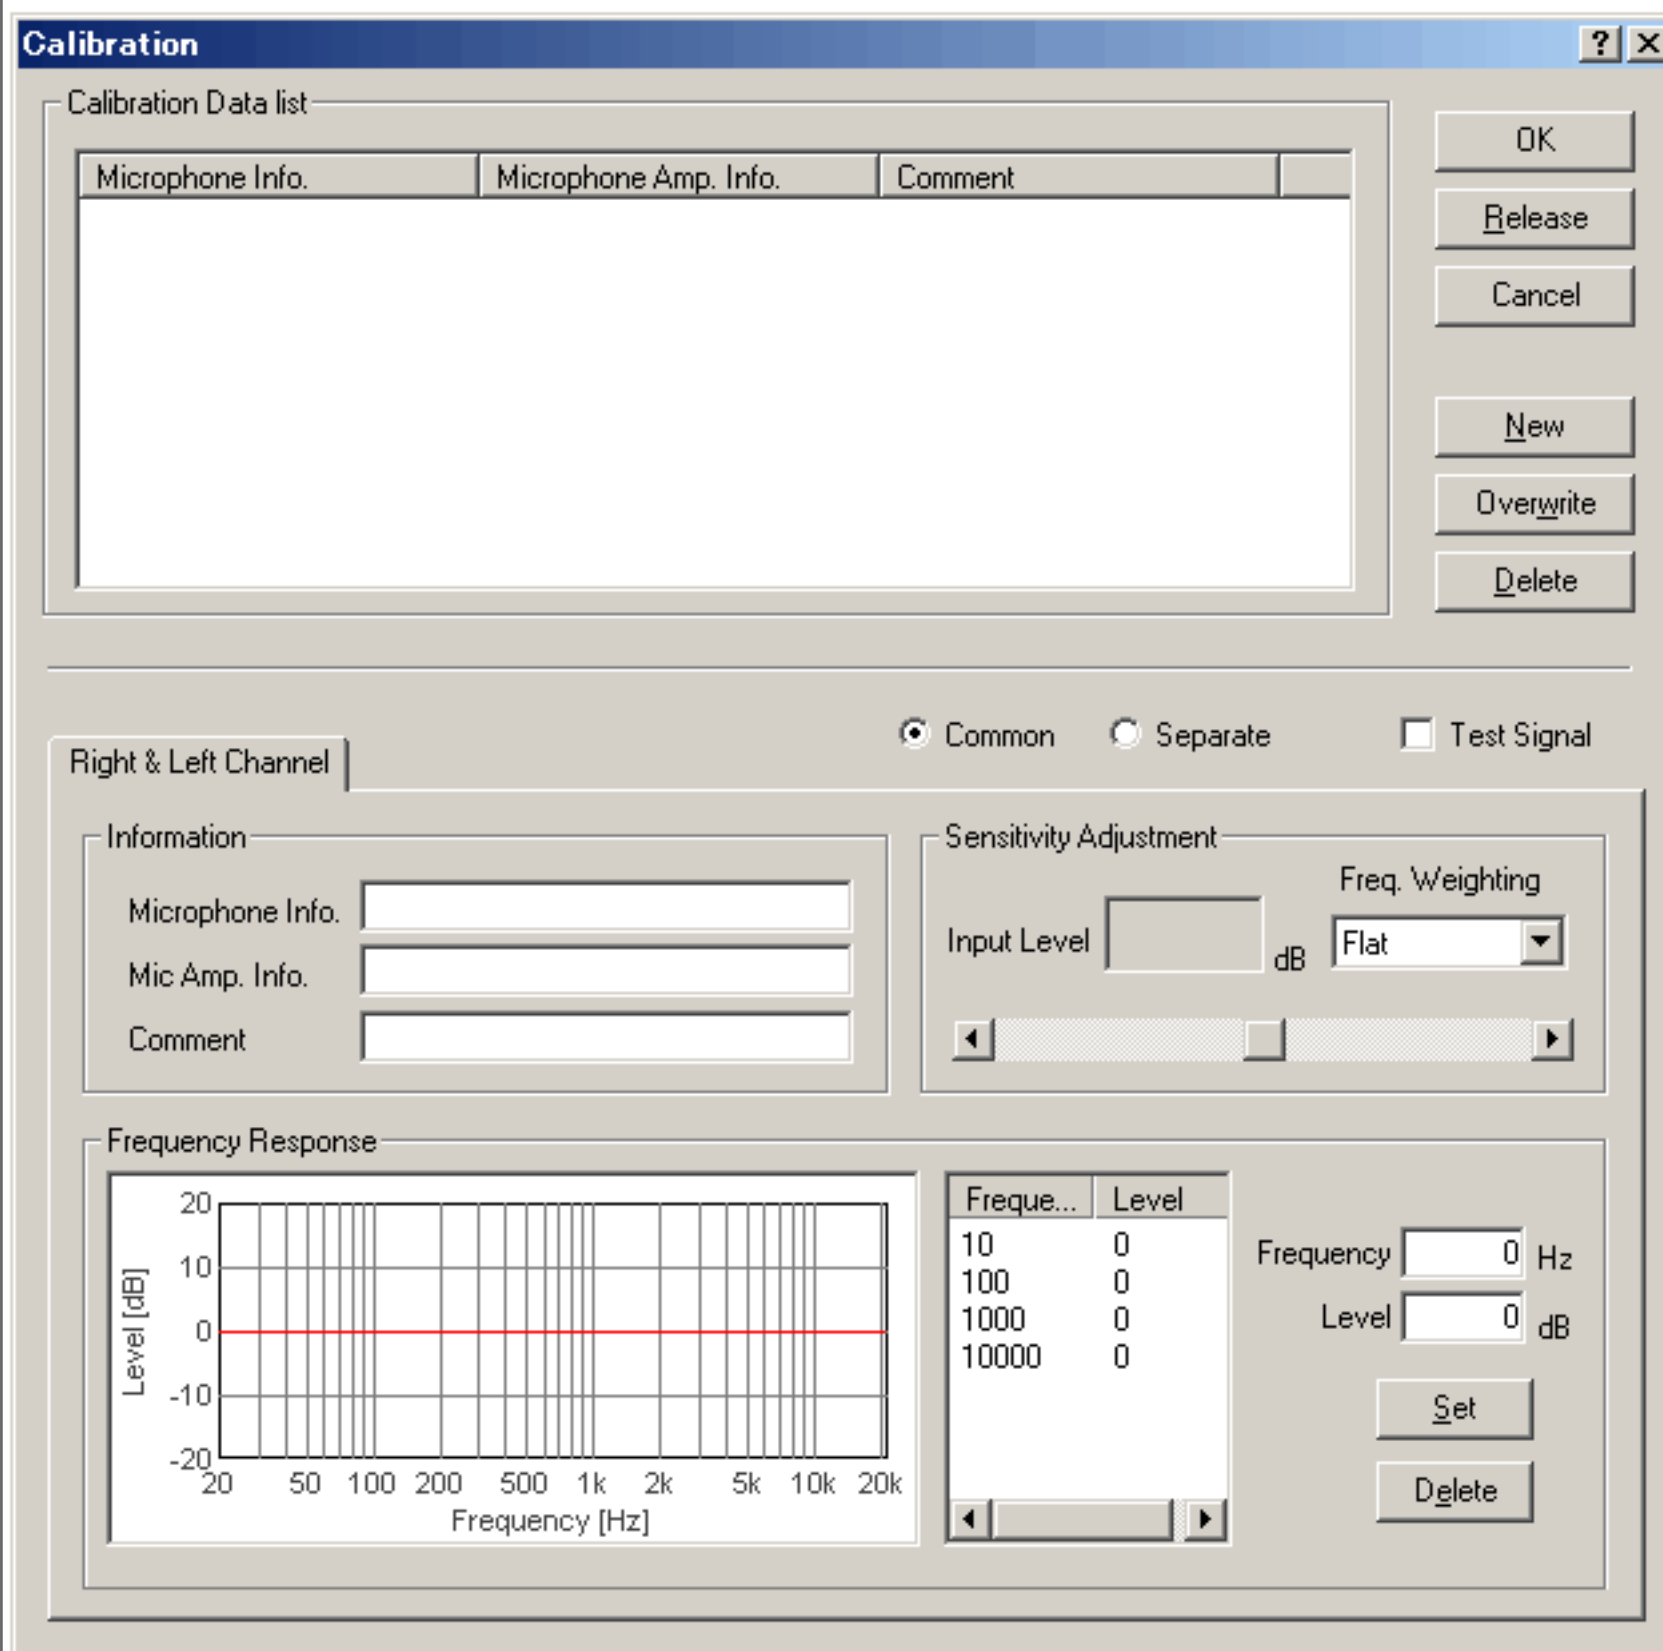 Calibration
Calibration Data list
Microphone Info. Microphone Amp. Info. Comment
OK
Release
Cancel
New
Overwrite
Delete
Common Separate Test Signal
Right & Left Channel
Information
Microphone Info.
Mic Amp. Info.
Comment
Sensitivity Adjustment
Freq. Weighting
Input Level dB Flat
Frequency Response
20
10
0
-10
-20
Level [dB]
20 50 100 200 500 1k 2k 5k 10k 20k
Frequency [Hz]
Freque... Level
10 0
100 0
1000 0
10000 0
Frequency 0 Hz
Level 0 dB
Set
Delete